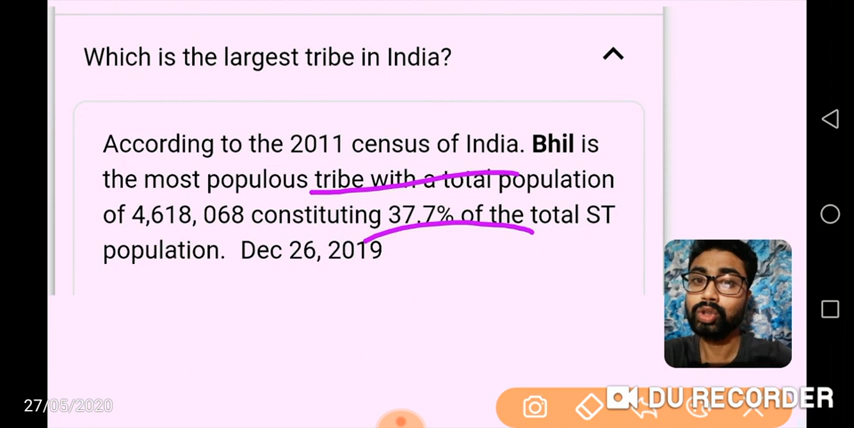 Which is the largest tribe in India?
According to the 2011 census of India. Bhil is
the most populous tribe with a total population
of 4,618, 068 constituting 37.7% of the total ST
population. Dec 26, 2019
27/05/2020
DU RECORDER